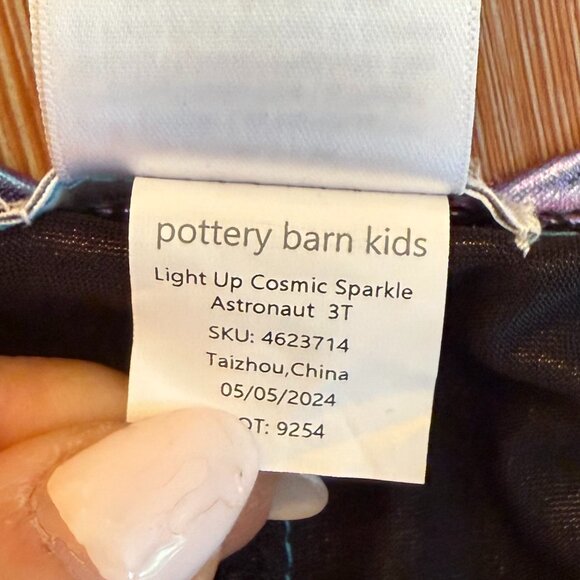 pottery barn kids
Light Up Cosmic Sparkle
Astronaut 3T
SKU: 4623714
Taizhou,China
05/05/2024
OT: 9254